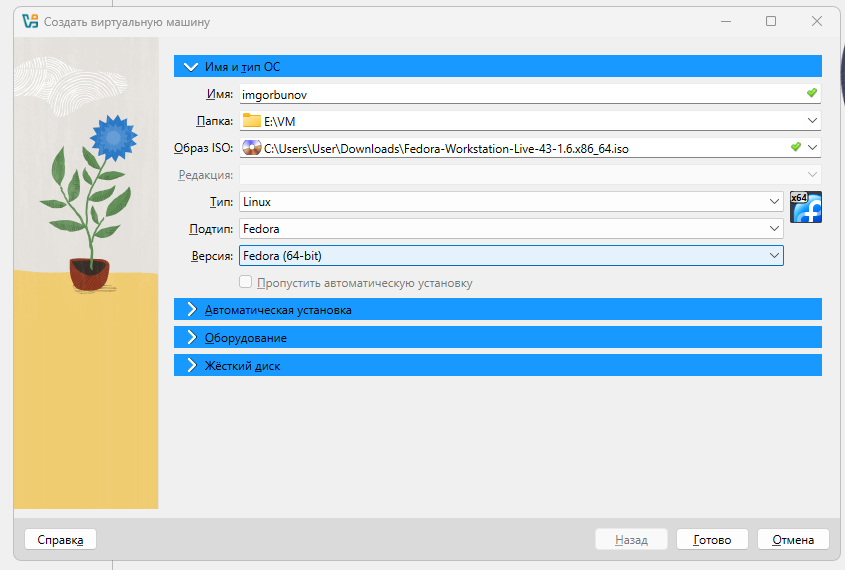 Создать виртуальную машину
Имя и тип ОС
Имя: imgorbunov
Папка: E:\VM
Образ ISO: C:\Users\User\Downloads\Fedora-Workstation-Live-43-1.6.x86_64.iso
Редакция:
Тип: Linux x64
Подтип: Fedora
Версия: Fedora (64-bit)
Пропустить автоматическую установку
Автоматическая установка
Оборудование
Жёсткий диск
Справка Назад Готово Отмена